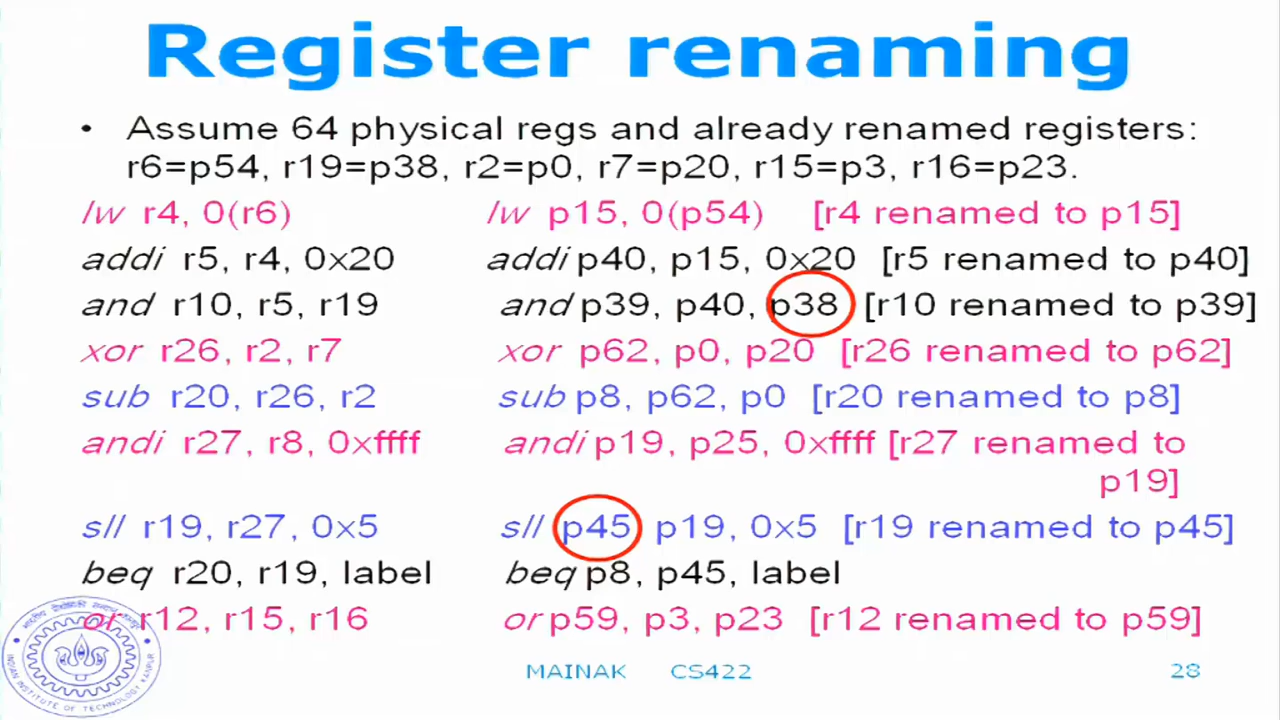 Register renaming
• Assume 64 physical regs and already renamed registers:
r6=p54, r19=p38, r2=p0, r7=p20, r15=p3, r16=p23.
lw r4, 0(r6) lw p15, 0(p54) [r4 renamed to p15]
addi r5, r4, 0x20 addi p40, p15, 0x20 [r5 renamed to p40]
and r10, r5, r19 and p39, p40, p38 [r10 renamed to p39]
xor r26, r2, r7 xor p62, p0, p20 [r26 renamed to p62]
sub r20, r26, r2 sub p8, p62, p0 [r20 renamed to p8]
andi r27, r8, 0xffff andi p19, p25, 0xffff [r27 renamed to
p19]
sll r19, r27, 0x5 sll p45, p19, 0x5 [r19 renamed to p45]
beq r20, r19, label beq p8, p45, label
or r12, r15, r16 or p59, p3, p23 [r12 renamed to p59]
INDIAN INSTITUTE OF TECHNOLOGY KANPUR
MAINAK CS422 28